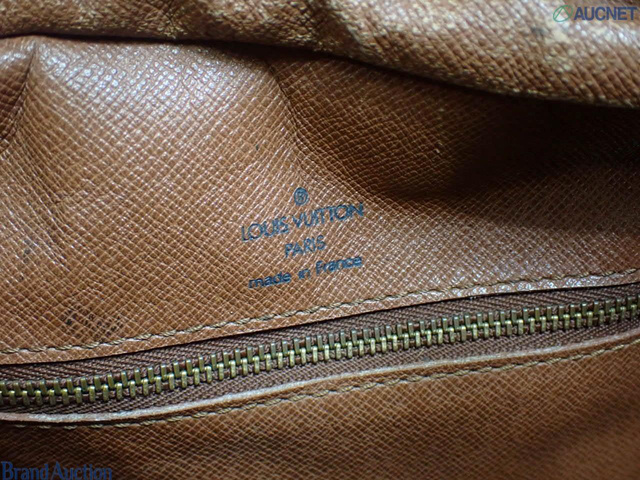 AUCNET
LOUIS VUITTON
PARIS
made in France
Brand Auction